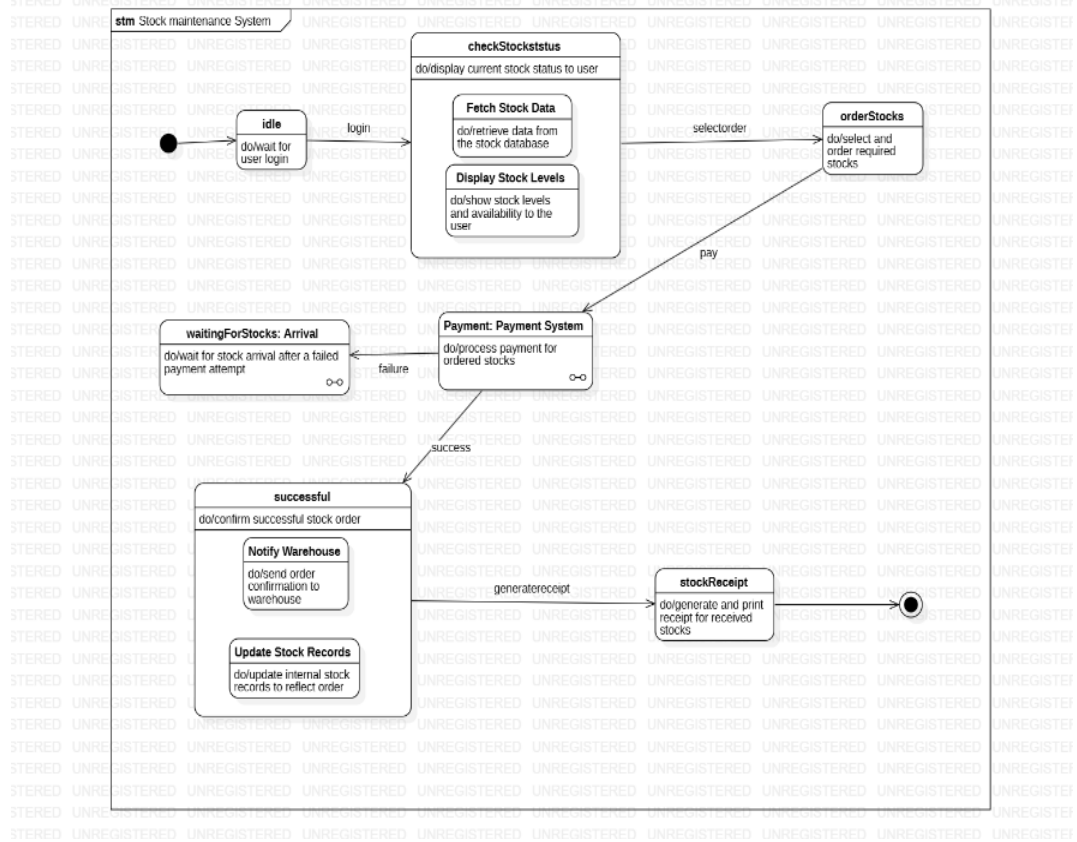 stm Stock maintenance System
checkStockststus
do/display current stock status to user
Fetch Stock Data
do/retrieve data from
the stock database
Display Stock Levels
do/show stock levels
and availability to the
user
idle
do/wait for
user login
login
selectorder
orderStocks
do/select and
order required
stocks
pay
waitingForStocks: Arrival
do/wait for stock arrival after a failed
payment attempt
failure
Payment: Payment System
do/process payment for
ordered stocks
success
successful
do/confirm successful stock order
Notify Warehouse
do/send order
confirmation to
warehouse
Update Stock Records
do/update internal stock
records to reflect order
generatereceipt
stockReceipt
do/generate and print
receipt for received
stocks
UNREGISTERED